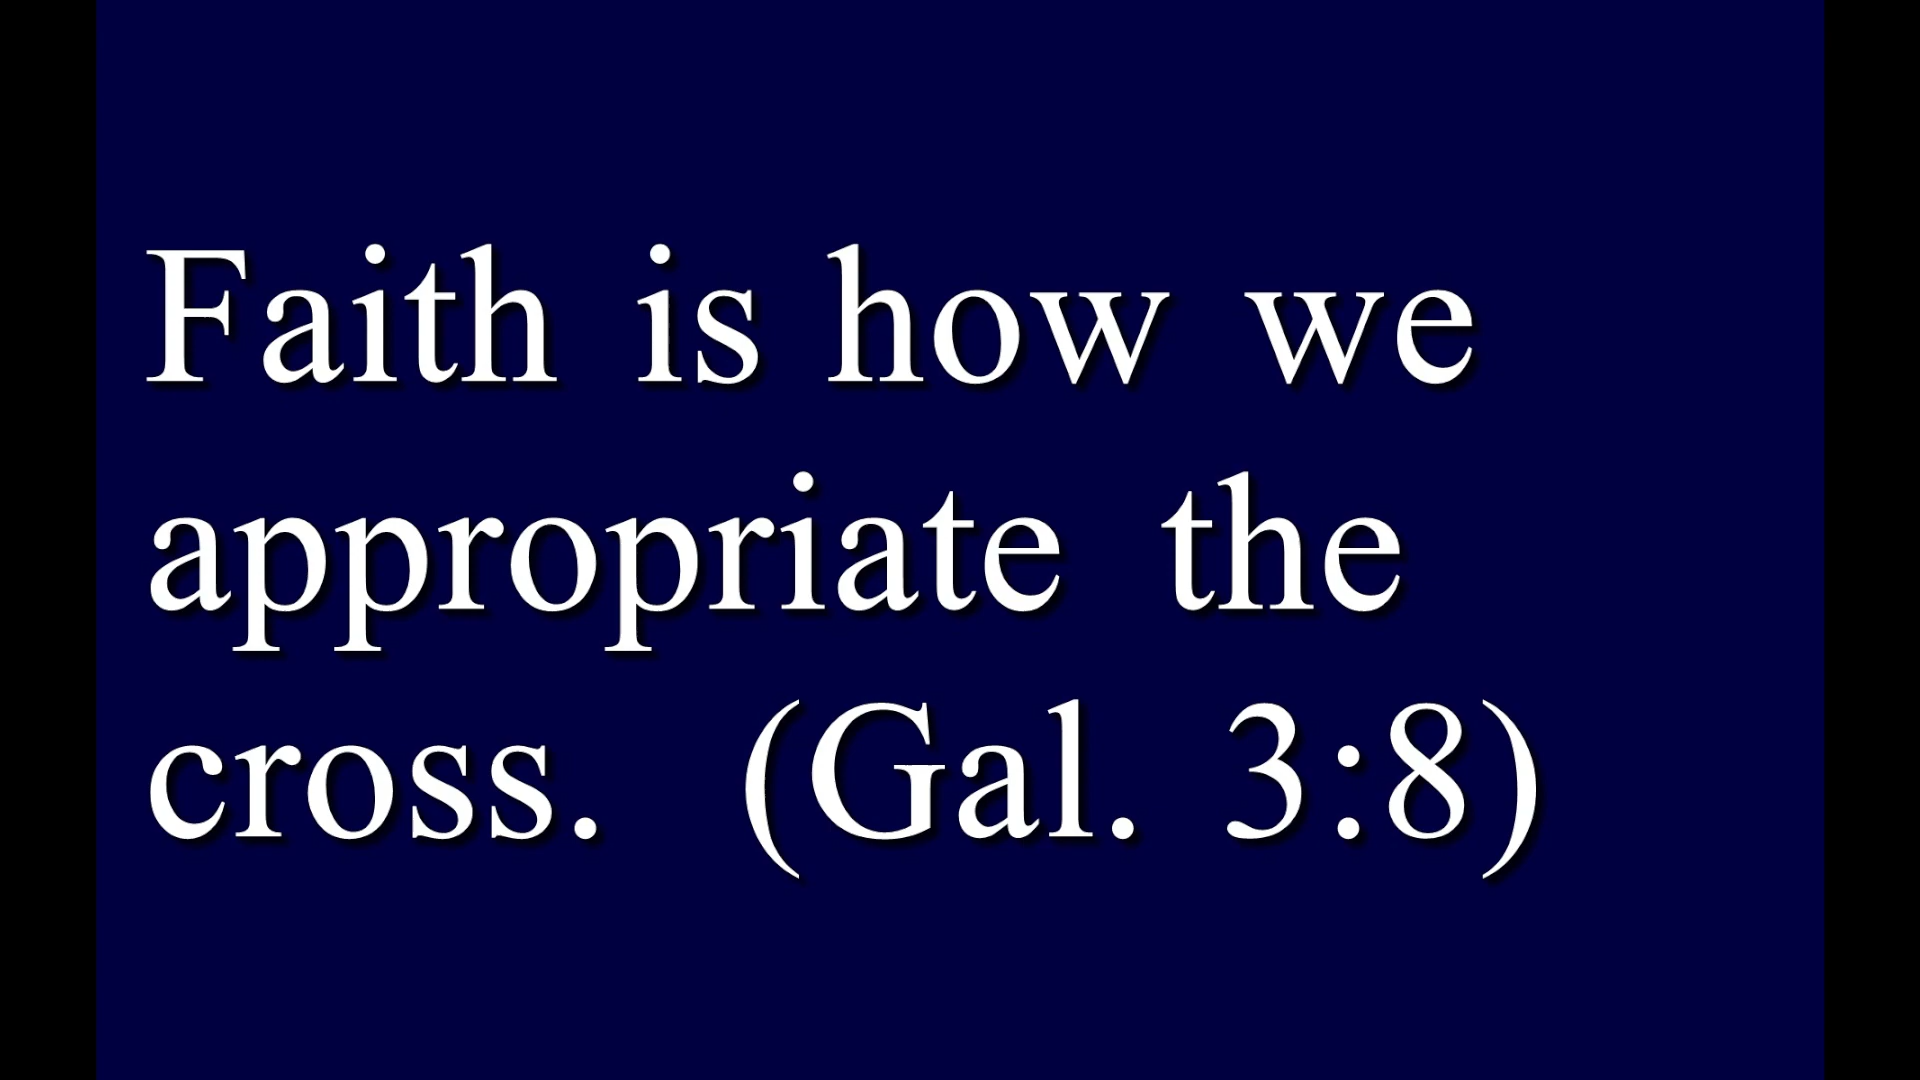 Faith is how we
appropriate the
cross. (Gal. 3:8)